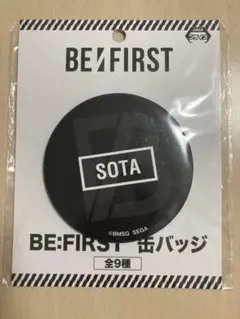 BE:FIRST
SOTA
©BMSG SEGA
BE:FIRST 缶バッジ
全9種